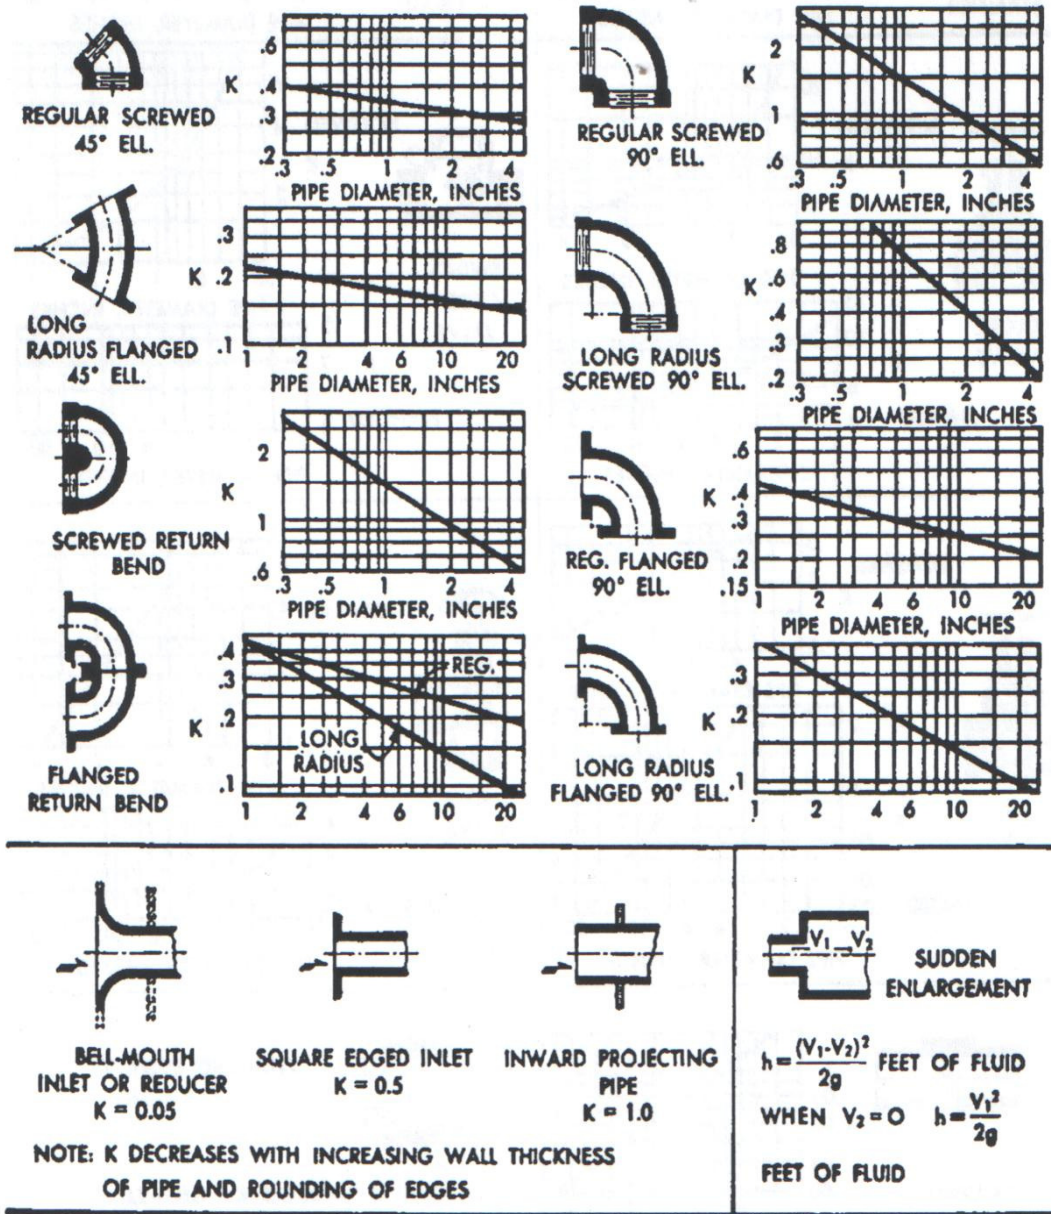 REGULAR SCREWED
45° ELL.
K
.6
.4
.3
.2
.3 .5 1 2 4
PIPE DIAMETER, INCHES
REGULAR SCREWED
90° ELL.
K
2
1
.6
.3 .5 1 2 4
PIPE DIAMETER, INCHES
LONG
RADIUS FLANGED
45° ELL.
K
.3
.2
.1
1 2 4 6 10 20
PIPE DIAMETER, INCHES
LONG RADIUS
SCREWED 90° ELL.
K
.8
.6
.4
.3
.2
.3 .5 1 2 4
PIPE DIAMETER, INCHES
SCREWED RETURN
BEND
K
2
1
.6
.3 .5 1 2 4
PIPE DIAMETER, INCHES
REG. FLANGED
90° ELL.
K
.6
.4
.3
.2
.15
1 2 4 6 10 20
PIPE DIAMETER, INCHES
FLANGED
RETURN BEND
K
.4
.3
.2
.1
REG.
LONG
RADIUS
1 2 4 6 10 20
LONG RADIUS
FLANGED 90° ELL.
K
.3
.2
.1
1 2 4 6 10 20
BELL-MOUTH
INLET OR REDUCER
K = 0.05
SQUARE EDGED INLET
K = 0.5
INWARD PROJECTING
PIPE
K = 1.0
NOTE: K DECREASES WITH INCREASING WALL THICKNESS
OF PIPE AND ROUNDING OF EDGES
V₁ V₂
SUDDEN
ENLARGEMENT
h = (V₁-V₂)²/2g FEET OF FLUID
WHEN V₂ = O h = V₁²/2g
FEET OF FLUID